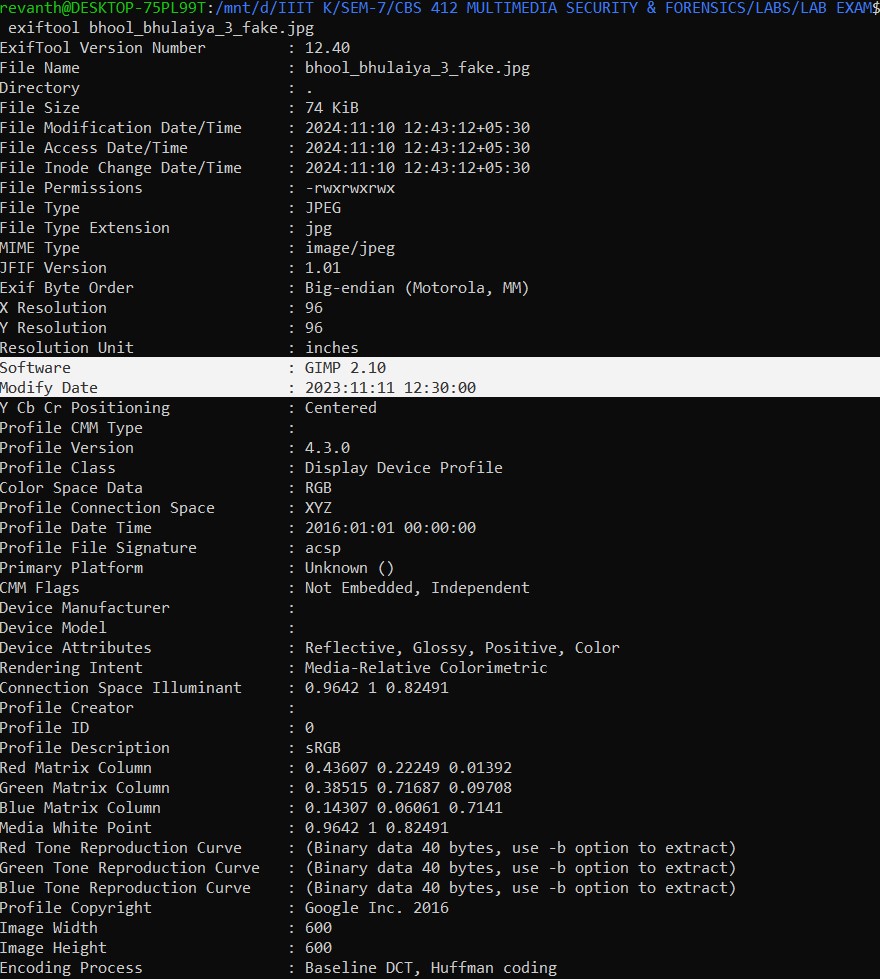 revanth@DESKTOP-75PL99T:/mnt/d/IIIT K/SEM-7/CBS 412 MULTIMEDIA SECURITY & FORENSICS/LABS/LAB EXAM$
exiftool bhool_bhulaiya_3_fake.jpg
ExifTool Version Number : 12.40
File Name : bhool_bhulaiya_3_fake.jpg
Directory : .
File Size : 74 KiB
File Modification Date/Time : 2024:11:10 12:43:12+05:30
File Access Date/Time : 2024:11:10 12:43:12+05:30
File Inode Change Date/Time : 2024:11:10 12:43:12+05:30
File Permissions : -rwxrwxrwx
File Type : JPEG
File Type Extension : jpg
MIME Type : image/jpeg
JFIF Version : 1.01
Exif Byte Order : Big-endian (Motorola, MM)
X Resolution : 96
Y Resolution : 96
Resolution Unit : inches
Software : GIMP 2.10
Modify Date : 2023:11:11 12:30:00
Y Cb Cr Positioning : Centered
Profile CMM Type :
Profile Version : 4.3.0
Profile Class : Display Device Profile
Color Space Data : RGB
Profile Connection Space : XYZ
Profile Date Time : 2016:01:01 00:00:00
Profile File Signature : acsp
Primary Platform : Unknown ()
CMM Flags : Not Embedded, Independent
Device Manufacturer :
Device Model :
Device Attributes : Reflective, Glossy, Positive, Color
Rendering Intent : Media-Relative Colorimetric
Connection Space Illuminant : 0.9642 1 0.82491
Profile Creator :
Profile ID : 0
Profile Description : sRGB
Red Matrix Column : 0.43607 0.22249 0.01392
Green Matrix Column : 0.38515 0.71687 0.09708
Blue Matrix Column : 0.14307 0.06061 0.7141
Media White Point : 0.9642 1 0.82491
Red Tone Reproduction Curve : (Binary data 40 bytes, use -b option to extract)
Green Tone Reproduction Curve : (Binary data 40 bytes, use -b option to extract)
Blue Tone Reproduction Curve : (Binary data 40 bytes, use -b option to extract)
Profile Copyright : Google Inc. 2016
Image Width : 600
Image Height : 600
Encoding Process : Baseline DCT, Huffman coding